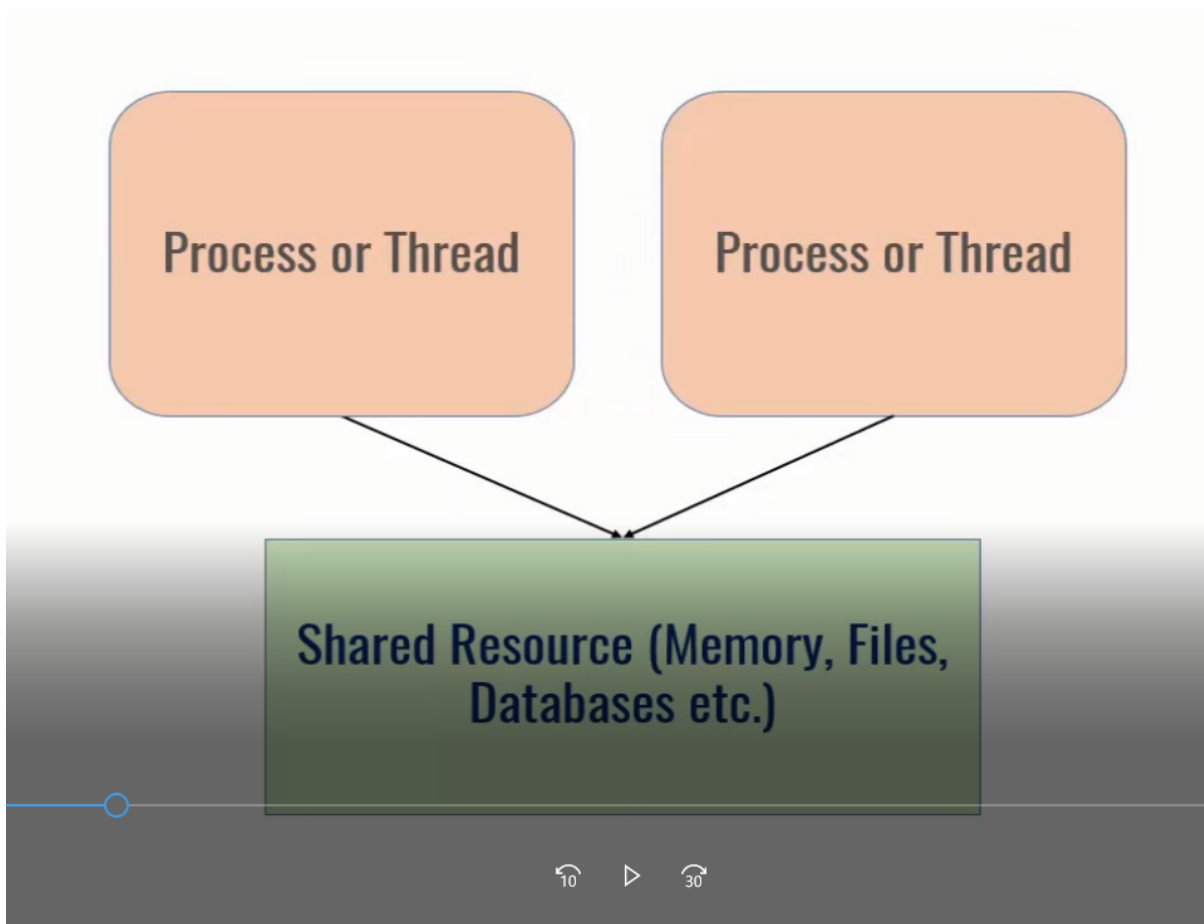 Process or Thread
Process or Thread
Shared Resource (Memory, Files,
Databases etc.)
10
30